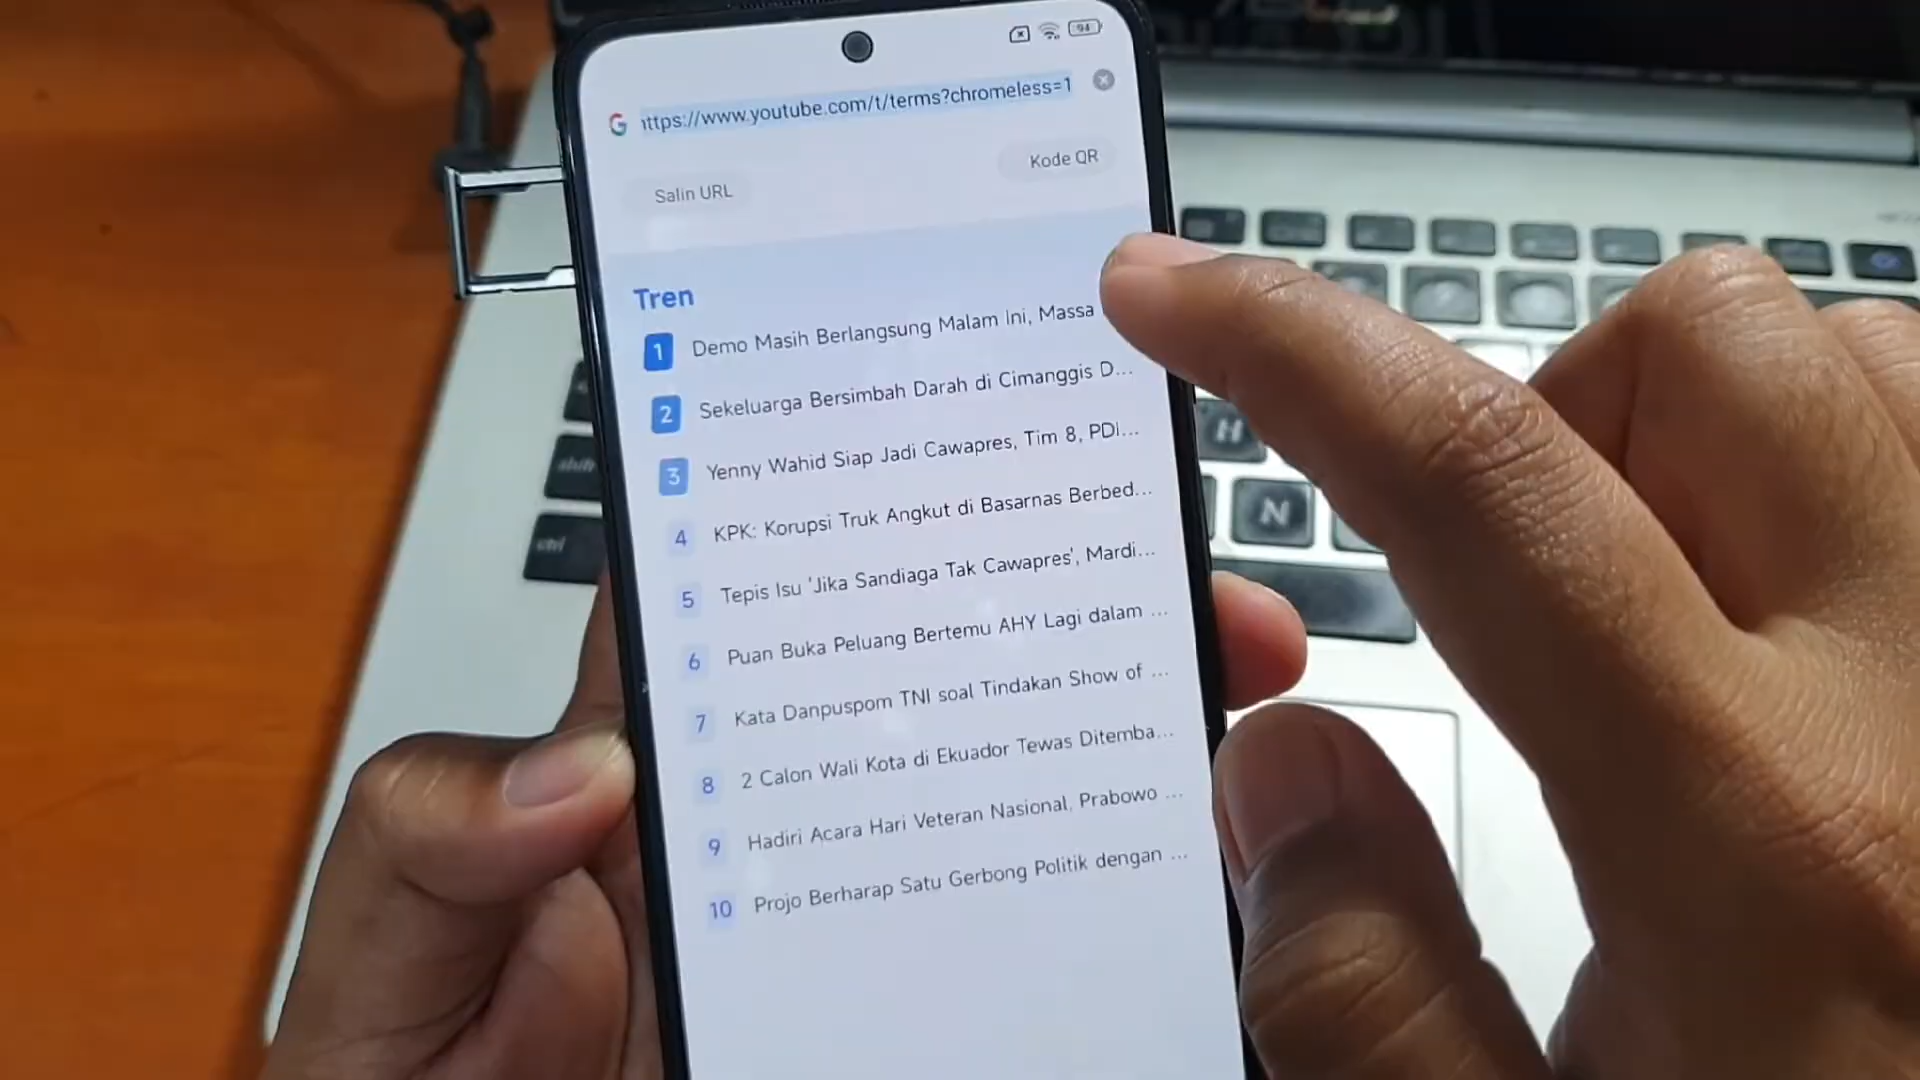 94
ttps://www.youtube.com/t/terms?chromeless=1
Kode QR
Salin URL
Tren
1 Demo Masih Berlangsung Malam Ini, Massa
2 Sekeluarga Bersimbah Darah di Cimanggis D...
3 Yenny Wahid Siap Jadi Cawapres, Tim 8, PDI...
4 KPK: Korupsi Truk Angkut di Basarnas Berbed...
5 Tepis Isu 'Jika Sandiaga Tak Cawapres', Mardi...
6 Puan Buka Peluang Bertemu AHY Lagi dalam ...
7 Kata Danpuspom TNI soal Tindakan Show of ...
8 2 Calon Wali Kota di Ekuador Tewas Ditemba...
9 Hadiri Acara Hari Veteran Nasional, Prabowo ...
10 Projo Berharap Satu Gerbong Politik dengan ...
shift
ctrl
H
N